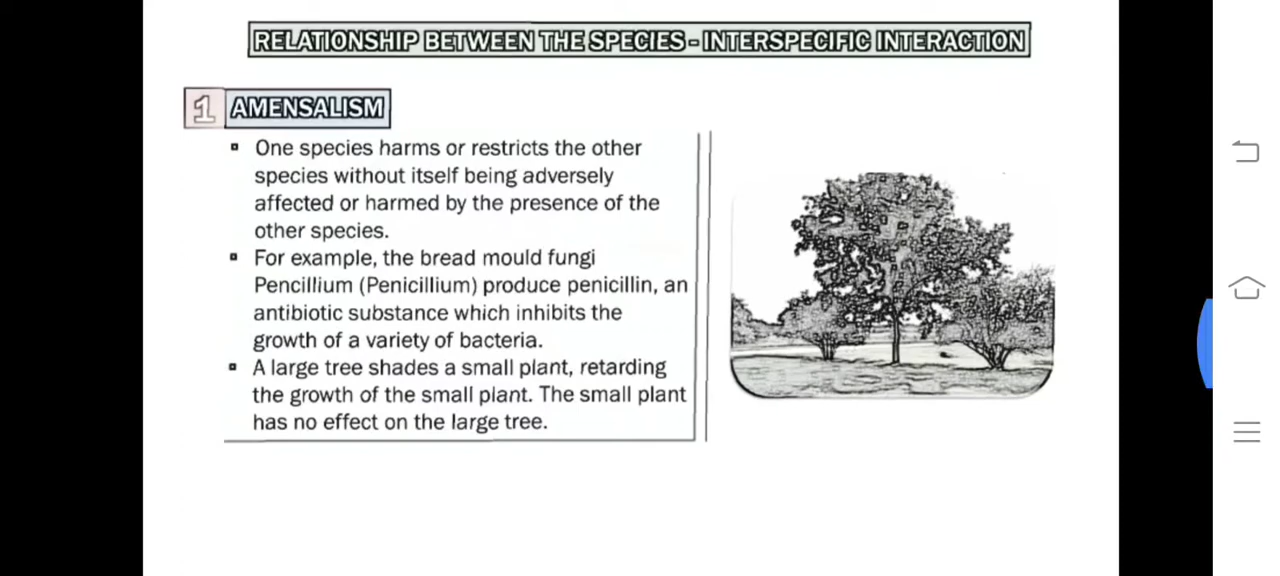 RELATIONSHIP BETWEEN THE SPECIES - INTERSPECIFIC INTERACTION
1 AMENSALISM
▪ One species harms or restricts the other
species without itself being adversely
affected or harmed by the presence of the
other species.
▪ For example, the bread mould fungi
Pencillium (Penicillium) produce penicillin, an
antibiotic substance which inhibits the
growth of a variety of bacteria.
▪ A large tree shades a small plant, retarding
the growth of the small plant. The small plant
has no effect on the large tree.